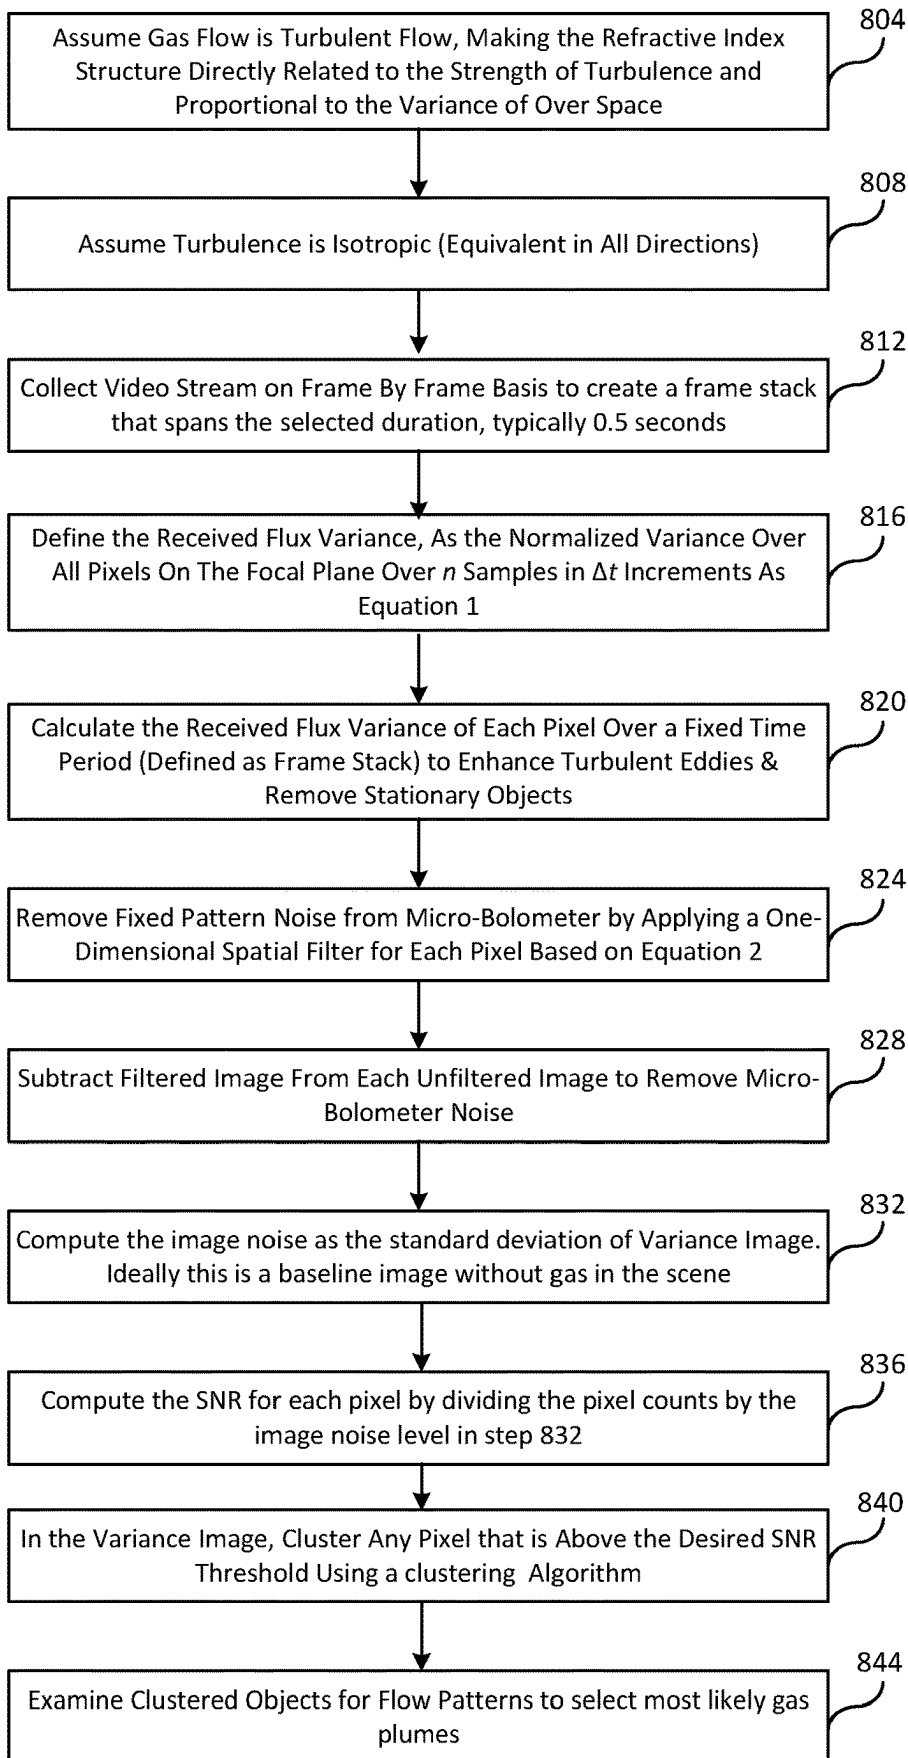 804
Assume Gas Flow is Turbulent Flow, Making the Refractive Index
Structure Directly Related to the Strength of Turbulence and
Proportional to the Variance of Over Space
808
Assume Turbulence is Isotropic (Equivalent in All Directions)
812
Collect Video Stream on Frame By Frame Basis to create a frame stack
that spans the selected duration, typically 0.5 seconds
816
Define the Received Flux Variance, As the Normalized Variance Over
All Pixels On The Focal Plane Over n Samples in Δt Increments As
Equation 1
820
Calculate the Received Flux Variance of Each Pixel Over a Fixed Time
Period (Defined as Frame Stack) to Enhance Turbulent Eddies &
Remove Stationary Objects
824
Remove Fixed Pattern Noise from Micro-Bolometer by Applying a One-
Dimensional Spatial Filter for Each Pixel Based on Equation 2
828
Subtract Filtered Image From Each Unfiltered Image to Remove Micro-
Bolometer Noise
832
Compute the image noise as the standard deviation of Variance Image.
Ideally this is a baseline image without gas in the scene
836
Compute the SNR for each pixel by dividing the pixel counts by the
image noise level in step 832
840
In the Variance Image, Cluster Any Pixel that is Above the Desired SNR
Threshold Using a clustering Algorithm
844
Examine Clustered Objects for Flow Patterns to select most likely gas
plumes